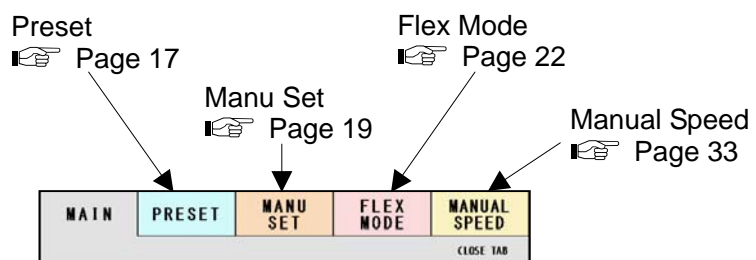 Preset
☞ Page 17
Flex Mode
☞ Page 22
Manu Set
☞ Page 19
Manual Speed
☞ Page 33
MAIN
PRESET
MANU
SET
FLEX
MODE
MANUAL
SPEED
CLOSE TAB